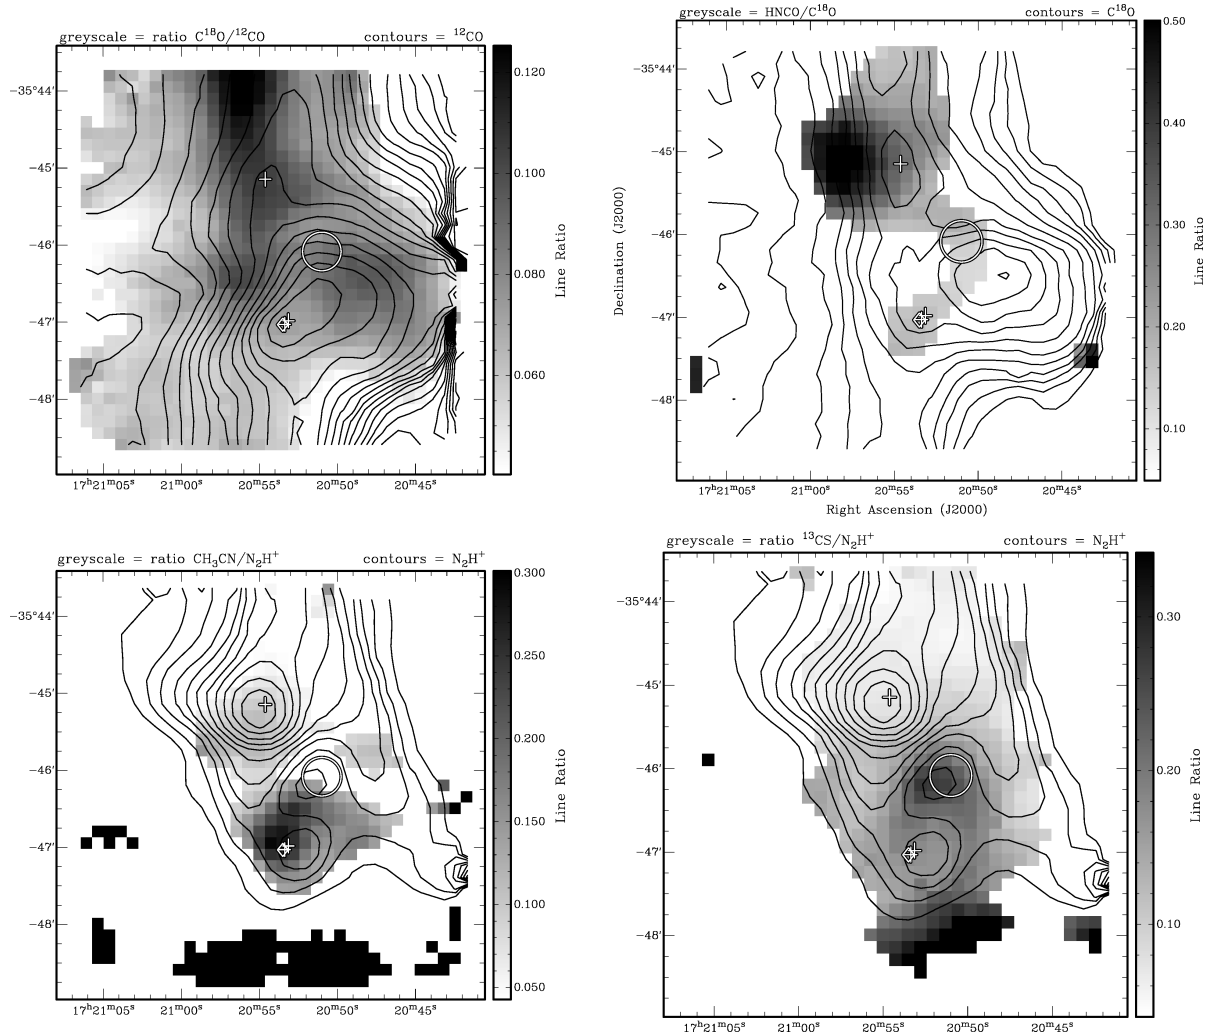 greyscale = ratio C¹⁸O/¹²CO contours = ¹²CO
−35°44′
−45′
−46′
−47′
−48′
17ʰ21ᵐ05ˢ 21ᵐ00ˢ 20ᵐ55ˢ 20ᵐ50ˢ 20ᵐ45ˢ
0.120
0.100
0.080
0.060
Line Ratio
greyscale = HNCO/C¹⁸O contours = C¹⁸O
Declination (J2000)
−35°44′
−45′
−46′
−47′
−48′
17ʰ21ᵐ05ˢ 21ᵐ00ˢ 20ᵐ55ˢ 20ᵐ50ˢ 20ᵐ45ˢ
Right Ascension (J2000)
0.50
0.40
0.30
0.20
0.10
Line Ratio
greyscale = ratio CH₃CN/N₂H⁺ contours = N₂H⁺
−35°44′
−45′
−46′
−47′
−48′
17ʰ21ᵐ05ˢ 21ᵐ00ˢ 20ᵐ55ˢ 20ᵐ50ˢ 20ᵐ45ˢ
0.300
0.250
0.200
0.150
0.100
0.050
Line Ratio
greyscale = ratio ¹³CS/N₂H⁺ contours = N₂H⁺
−35°44′
−45′
−46′
−47′
−48′
17ʰ21ᵐ05ˢ 21ᵐ00ˢ 20ᵐ55ˢ 20ᵐ50ˢ 20ᵐ45ˢ
0.30
0.20
0.10
Line Ratio